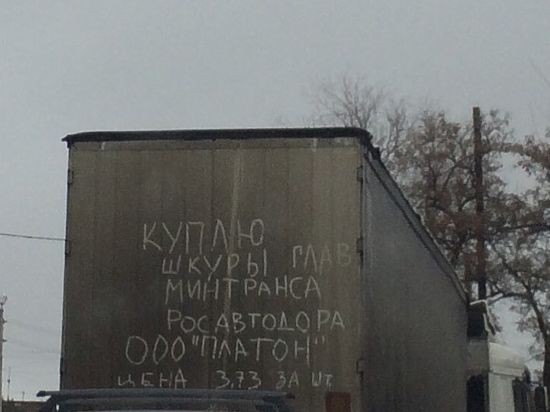 КУПЛЮ
ШКУРЫ ГЛАВ
МИНТРАНСА
РОСАВТОДОРА
ООО "ПЛАТОН"
ЦЕНА 3,73 ЗА ШТ